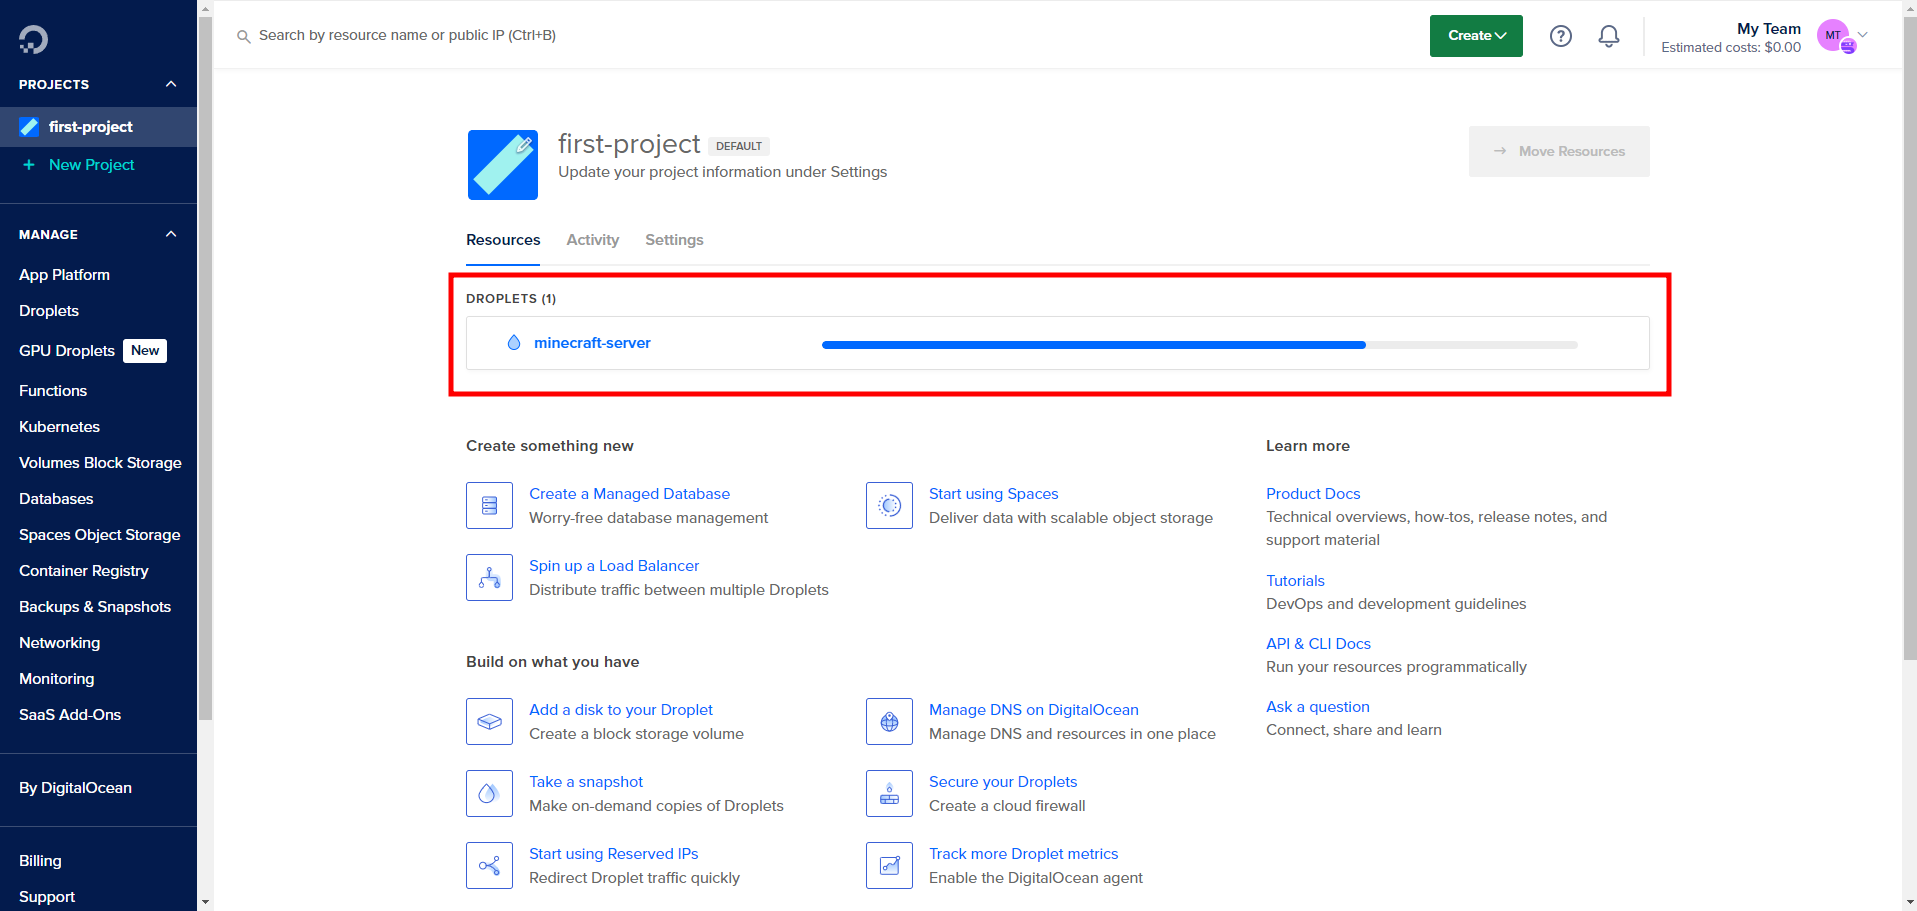 Search by resource name or public IP (Ctrl+B)
Create
My Team
Estimated costs: $0.00
MT
PROJECTS
first-project
+ New Project
MANAGE
App Platform
Droplets
GPU Droplets New
Functions
Kubernetes
Volumes Block Storage
Databases
Spaces Object Storage
Container Registry
Backups & Snapshots
Networking
Monitoring
SaaS Add-Ons
By DigitalOcean
Billing
Support
first-project DEFAULT
Update your project information under Settings
→ Move Resources
Resources Activity Settings
DROPLETS (1)
minecraft-server
Create something new
Create a Managed Database
Worry-free database management
Start using Spaces
Deliver data with scalable object storage
Spin up a Load Balancer
Distribute traffic between multiple Droplets
Build on what you have
Add a disk to your Droplet
Create a block storage volume
Manage DNS on DigitalOcean
Manage DNS and resources in one place
Take a snapshot
Make on-demand copies of Droplets
Secure your Droplets
Create a cloud firewall
Start using Reserved IPs
Redirect Droplet traffic quickly
Track more Droplet metrics
Enable the DigitalOcean agent
Learn more
Product Docs
Technical overviews, how-tos, release notes, and
support material
Tutorials
DevOps and development guidelines
API & CLI Docs
Run your resources programmatically
Ask a question
Connect, share and learn